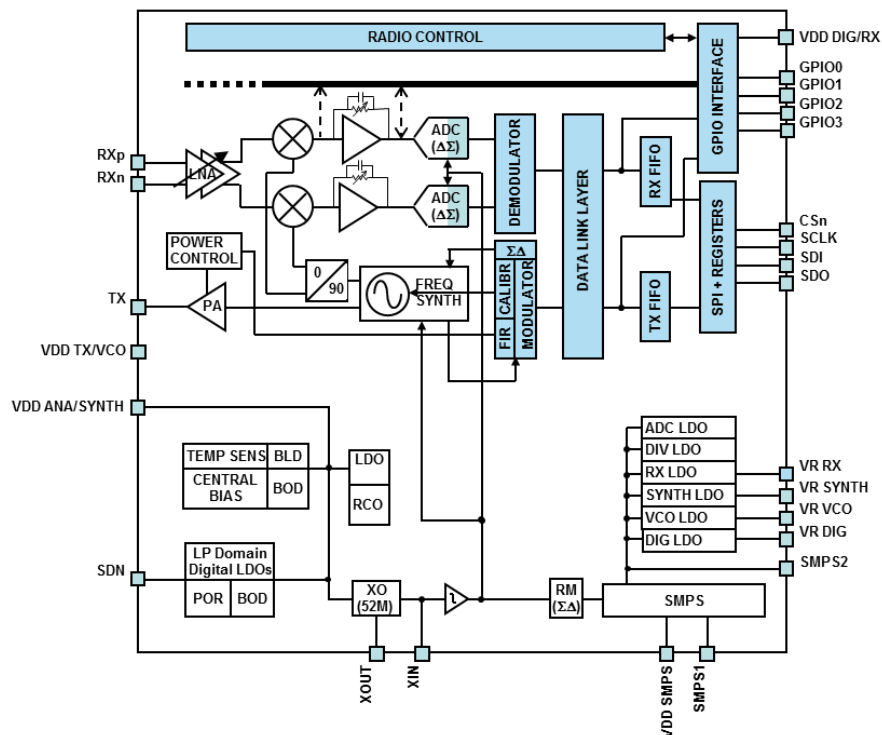 RADIO CONTROL
VDD DIG/RX
GPIO INTERFACE
GPIO0
GPIO1
GPIO2
GPIO3
RXp
RXn
LNA
ADC
(ΔΣ)
ADC
(ΔΣ)
DEMODULATOR
DATA LINK LAYER
RX FIFO
SPI + REGISTERS
CSn
SCLK
SDI
SDO
POWER
CONTROL
0
90
FREQ
SYNTH
ΣΔ
CALIBR
FIR
MODULATOR
TX FIFO
TX
PA
VDD TX/VCO
VDD ANA/SYNTH
TEMP SENS
BLD
CENTRAL
BIAS
BOD
LDO
RCO
ADC LDO
DIV LDO
RX LDO
SYNTH LDO
VCO LDO
DIG LDO
VR RX
VR SYNTH
VR VCO
VR DIG
SMPS2
SDN
LP Domain
Digital LDOs
POR
BOD
XO
(52M)
RM
(ΣΔ)
SMPS
XOUT
XIN
VDD SMPS
SMPS1